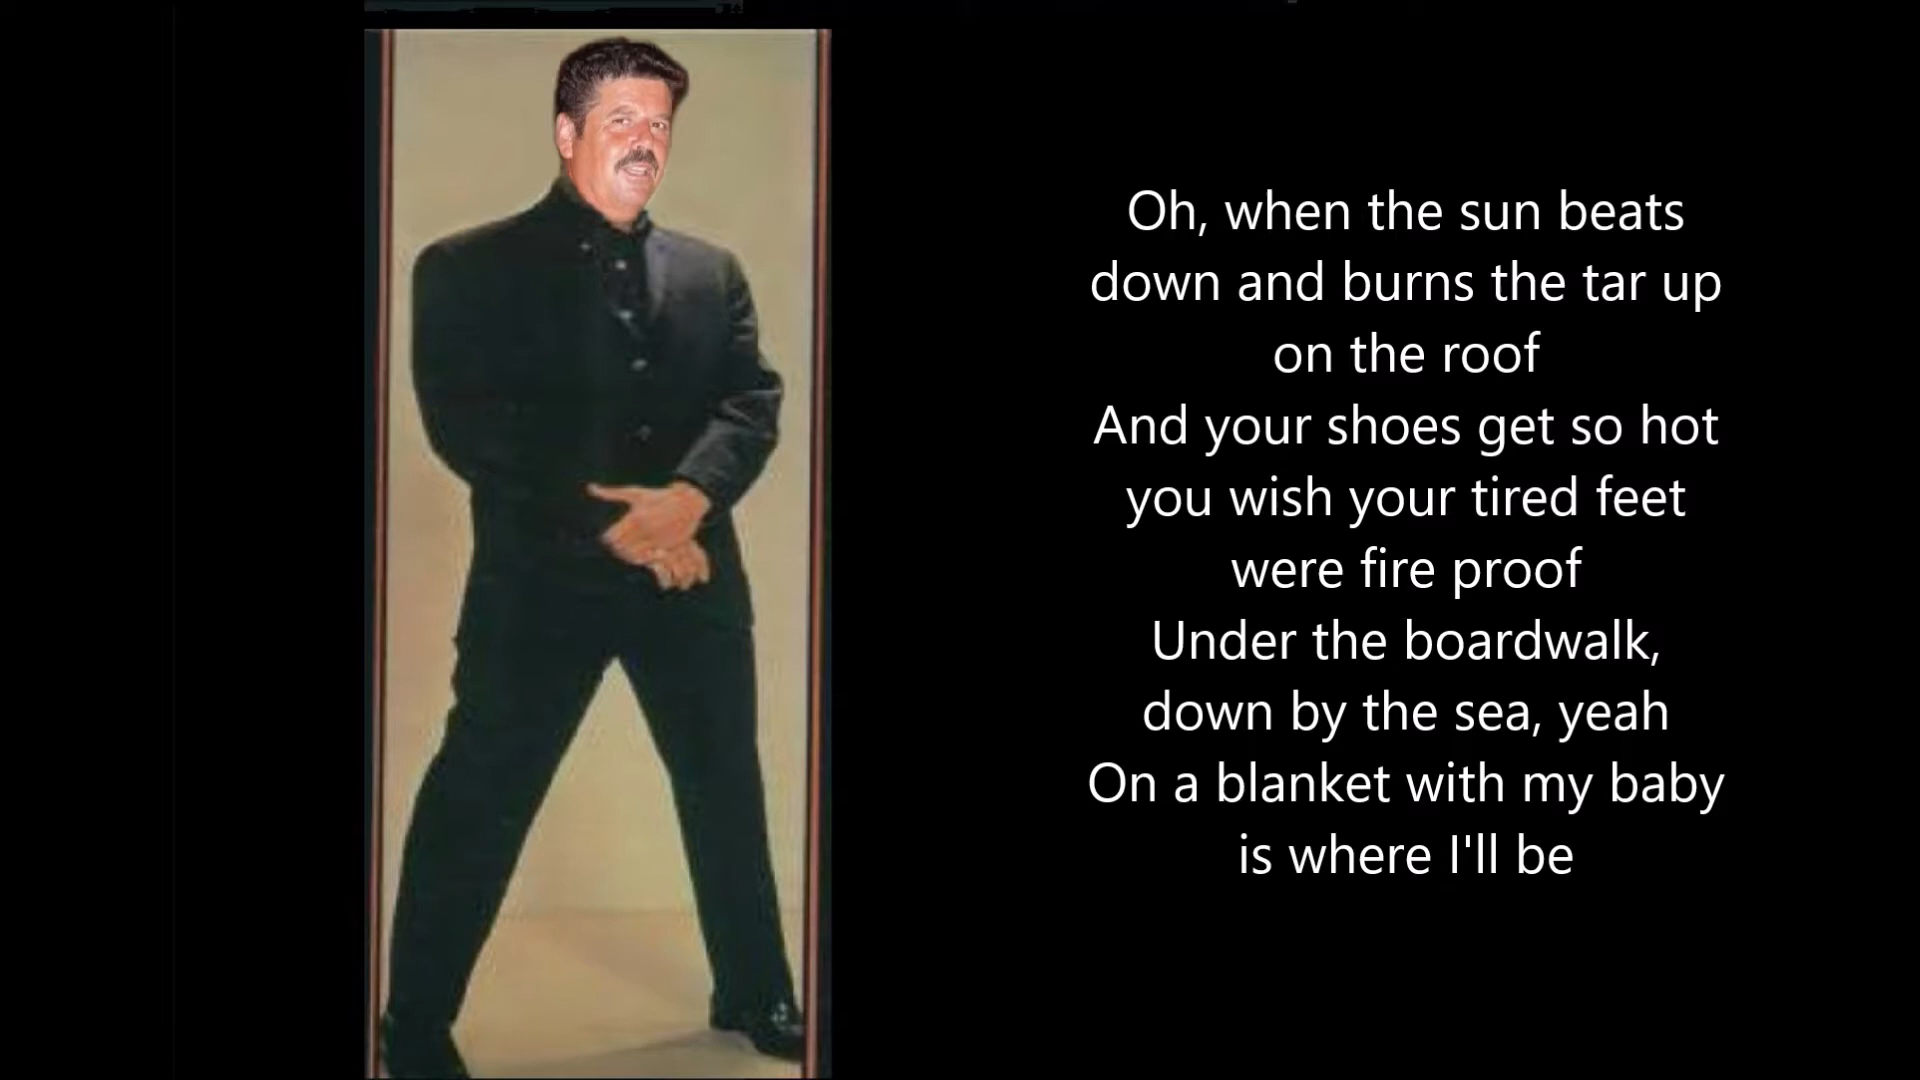 Oh, when the sun beats
down and burns the tar up
on the roof
And your shoes get so hot
you wish your tired feet
were fire proof
Under the boardwalk,
down by the sea, yeah
On a blanket with my baby
is where I'll be